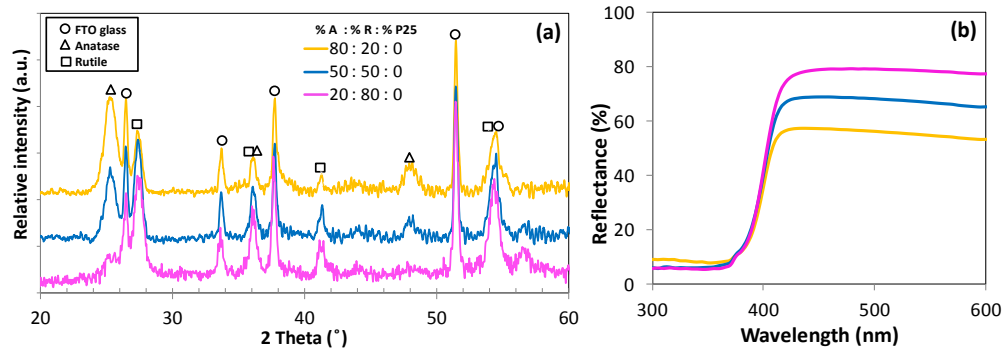 FTO glass
Anatase
Rutile
(a)
% A : % R : % P25
80 : 20 : 0
50 : 50 : 0
20 : 80 : 0
Relative intensity (a.u.)
20 30 40 50 60
2 Theta (˚)
(b)
100
80
60
40
20
0
Reflectance (%)
300 400 500 600
Wavelength (nm)